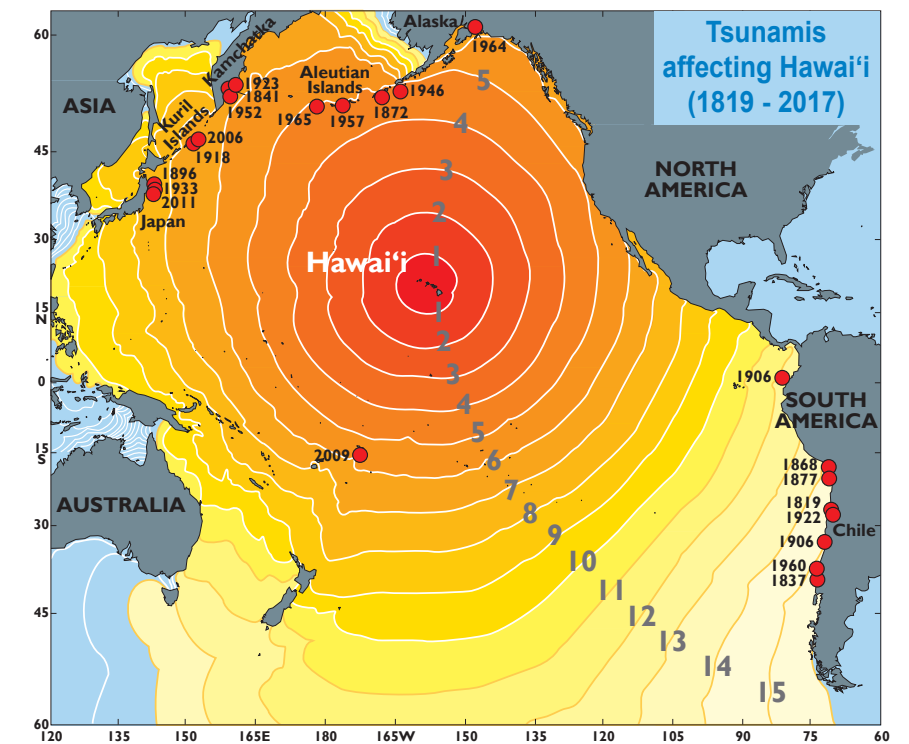 Tsunamis
affecting Hawai‘i
(1819 - 2017)
60
45
30
15
N
0
15
S
30
45
60
120
135
150
165E
180
165W
150
135
120
105
90
75
60
ASIA
NORTH
AMERICA
SOUTH
AMERICA
AUSTRALIA
Alaska
1964
Kamchatka
1923
1841
1952
Aleutian
Islands
1946
1872
1957
1965
Kuril
Islands
2006
1918
1896
1933
2011
Japan
Hawai‘i
5
4
3
2
1
1
2
3
4
5
6
7
8
9
10
11
12
13
14
15
2009
1906
1868
1877
1819
1922
Chile
1906
1960
1837